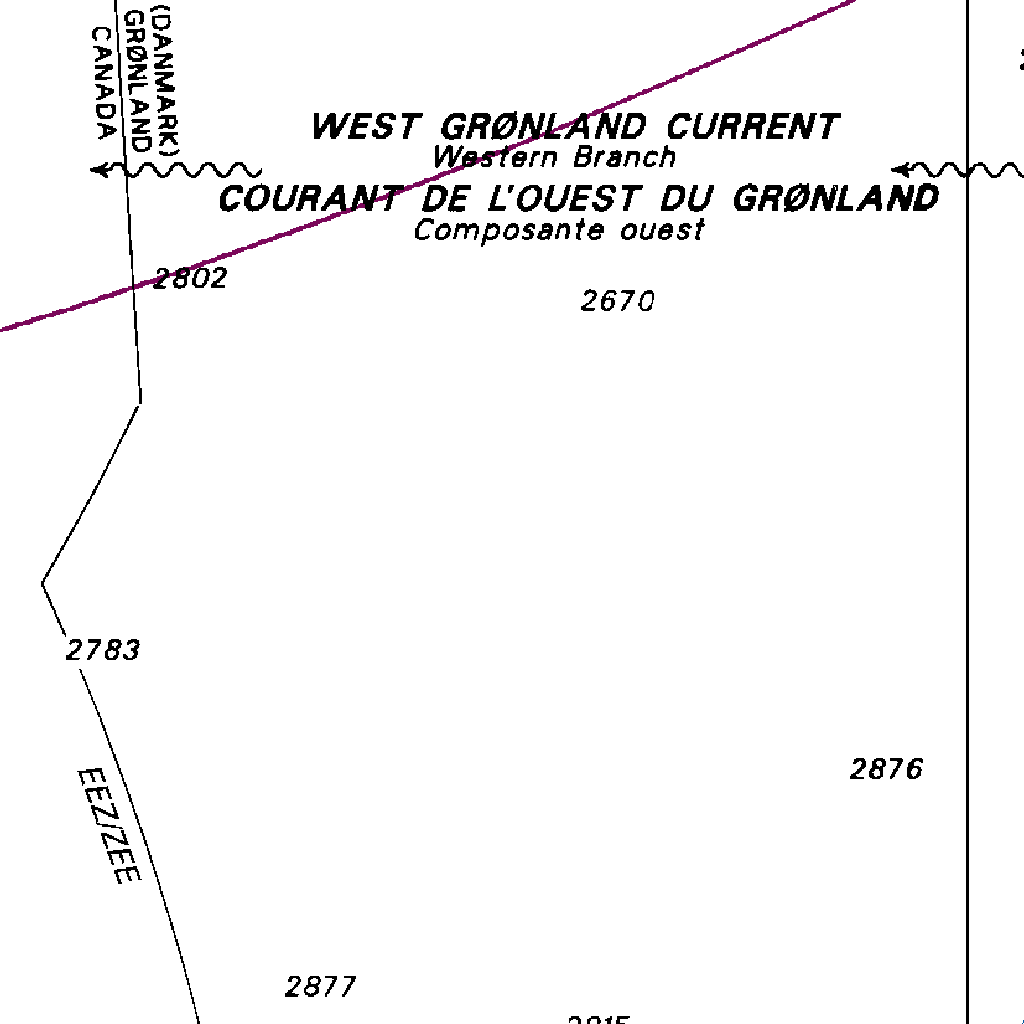 (DANMARK)
GRØNLAND
CANADA
WEST GRØNLAND CURRENT
Western Branch
COURANT DE L'OUEST DU GRØNLAND
Composante ouest
2802
2670
2783
2876
EEZ/ZEE
2877